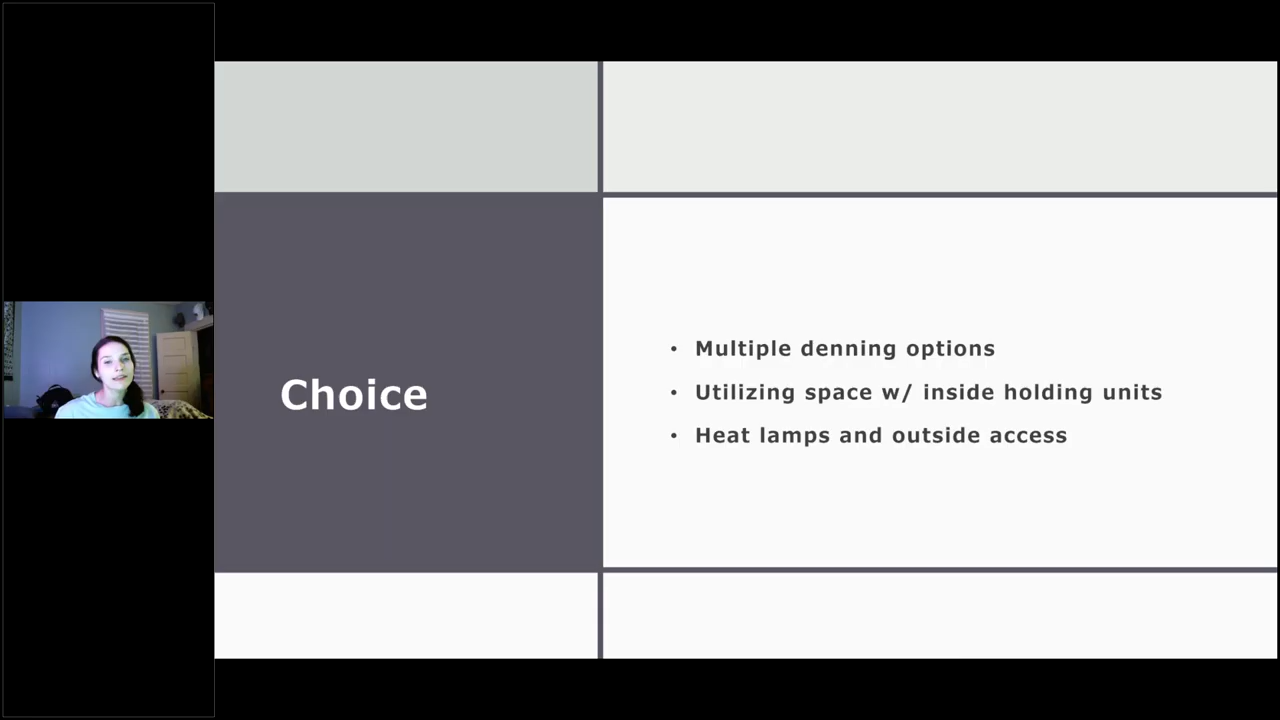 Choice
• Multiple denning options
• Utilizing space w/ inside holding units
• Heat lamps and outside access